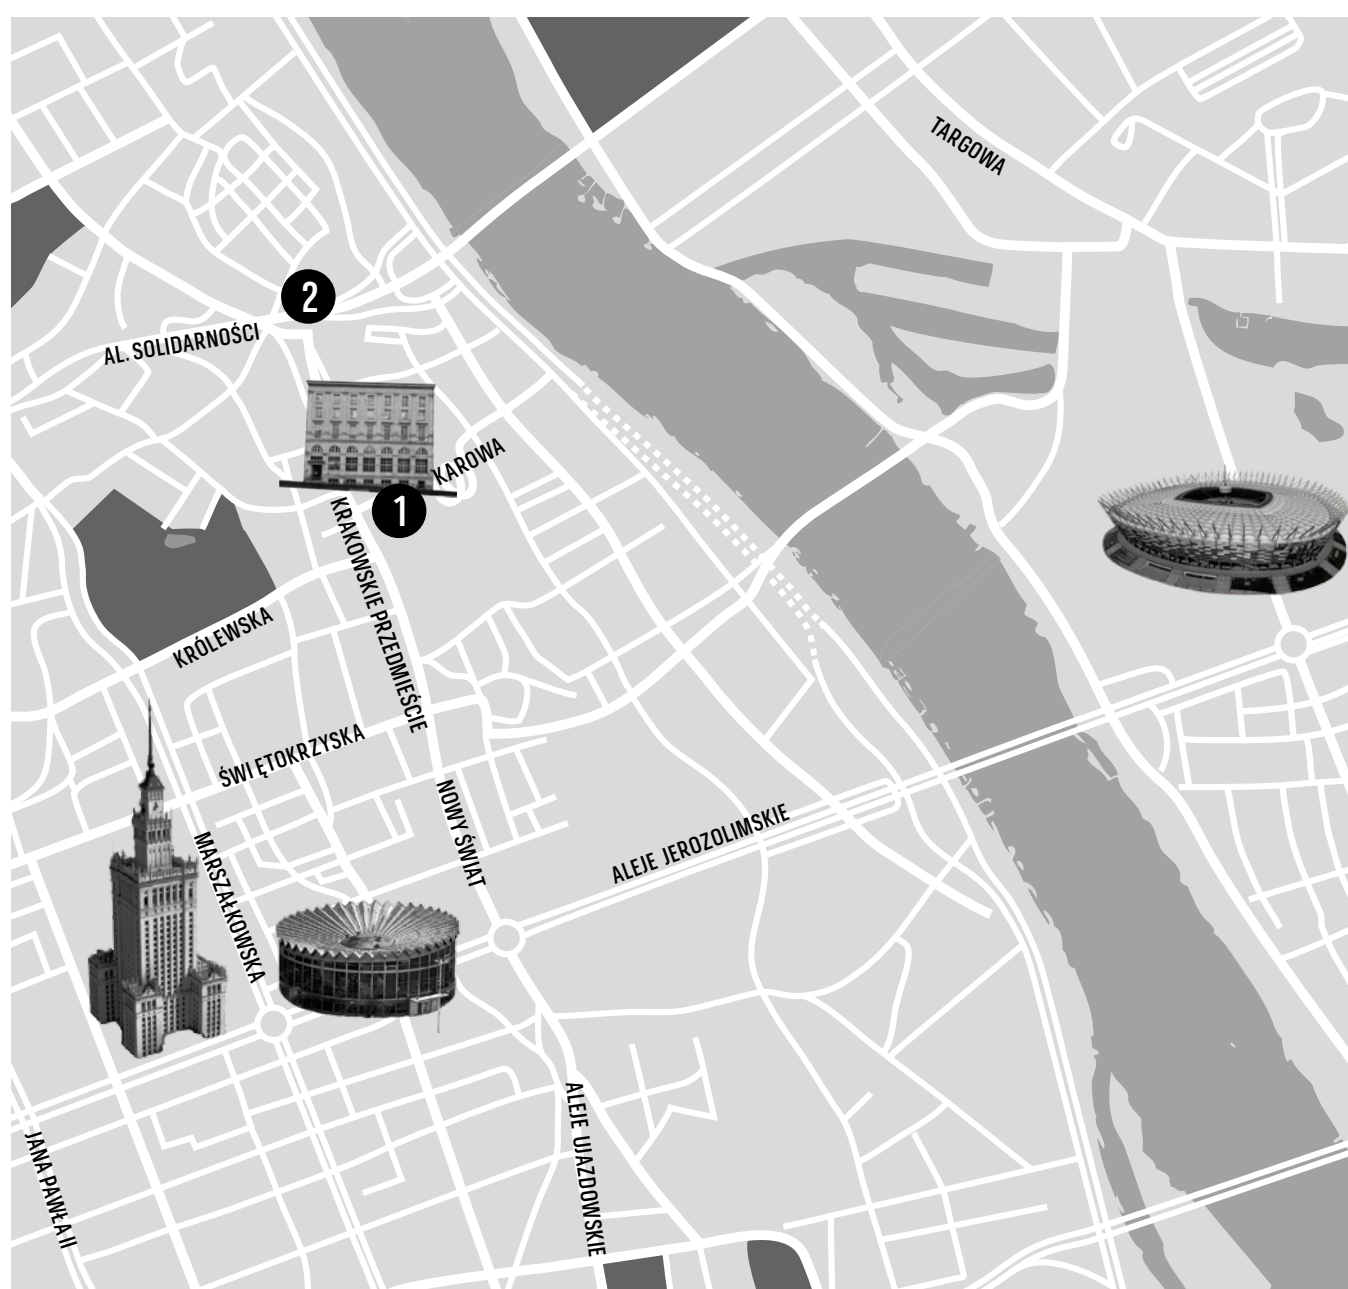 TARGOWA
2
AL. SOLIDARNOŚCI
KAROWA
1
KRAKOWSKIE PRZEDMIEŚCIE
KRÓLEWSKA
ŚWIĘTOKRZYSKA
NOWY ŚWIAT
MARSZAŁKOWSKA
ALEJE JEROZOLIMSKIE
ALEJE UJAZDOWSKIE
JANA PAWŁA II